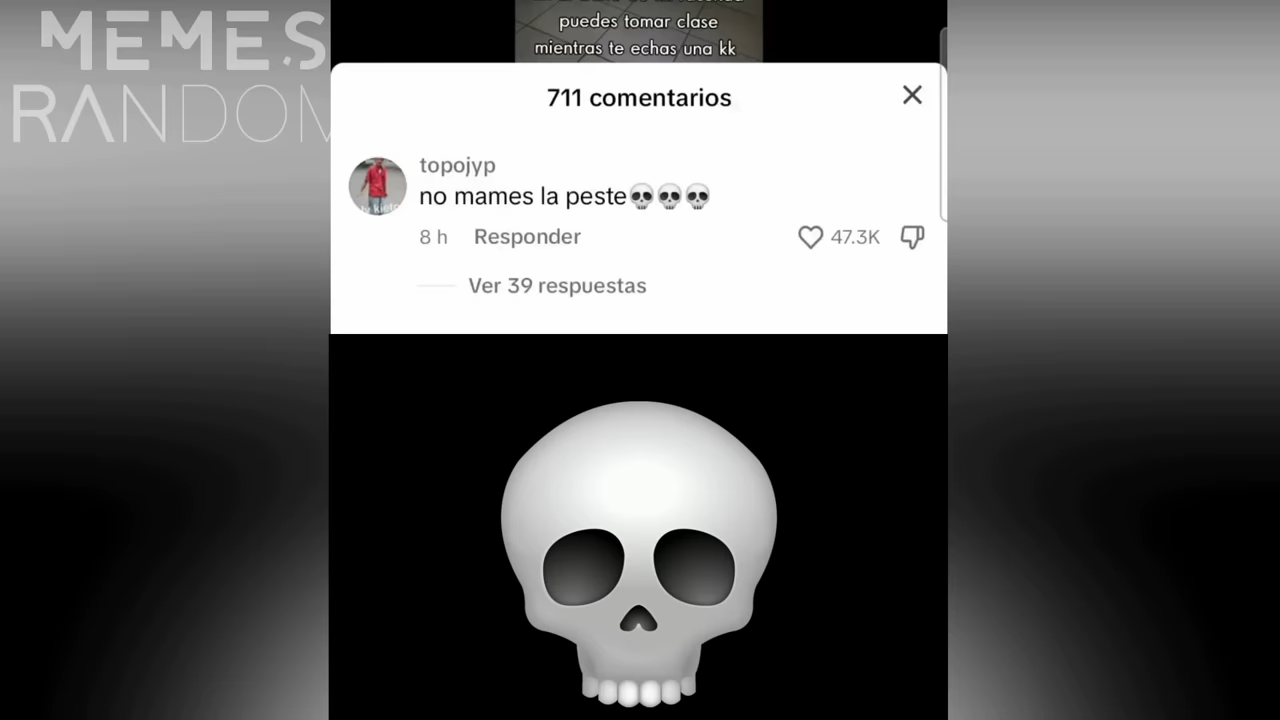 MEMES
RANDOM
puedes tomar clase
mientras te echas una kk
711 comentarios
topojyp
no mames la peste💀💀💀
8 h Responder 47.3K
Ver 39 respuestas